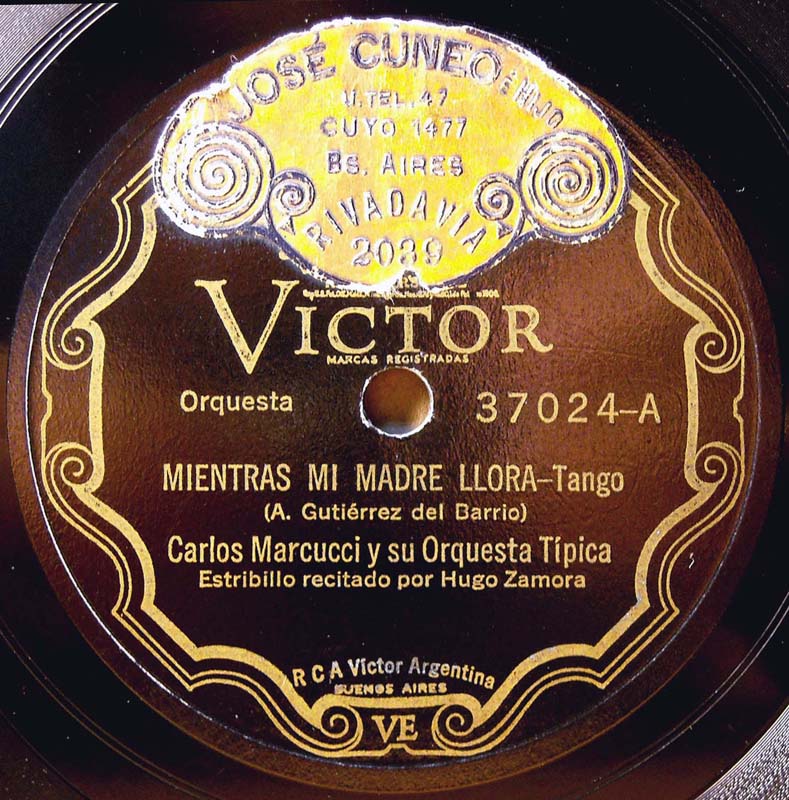 JOSÉ CUNEO É HIJO
U.TEL. 47
CUYO 1477
BS. AIRES
RIVADAVIA
2089
VICTOR
MARCAS REGISTRADAS
Orquesta
37024-A
MIENTRAS MI MADRE LLORA-Tango
(A. Gutiérrez del Barrio)
Carlos Marcucci y su Orquesta Típica
Estribillo recitado por Hugo Zamora
RCA Victor Argentina
BUENOS AIRES
VE